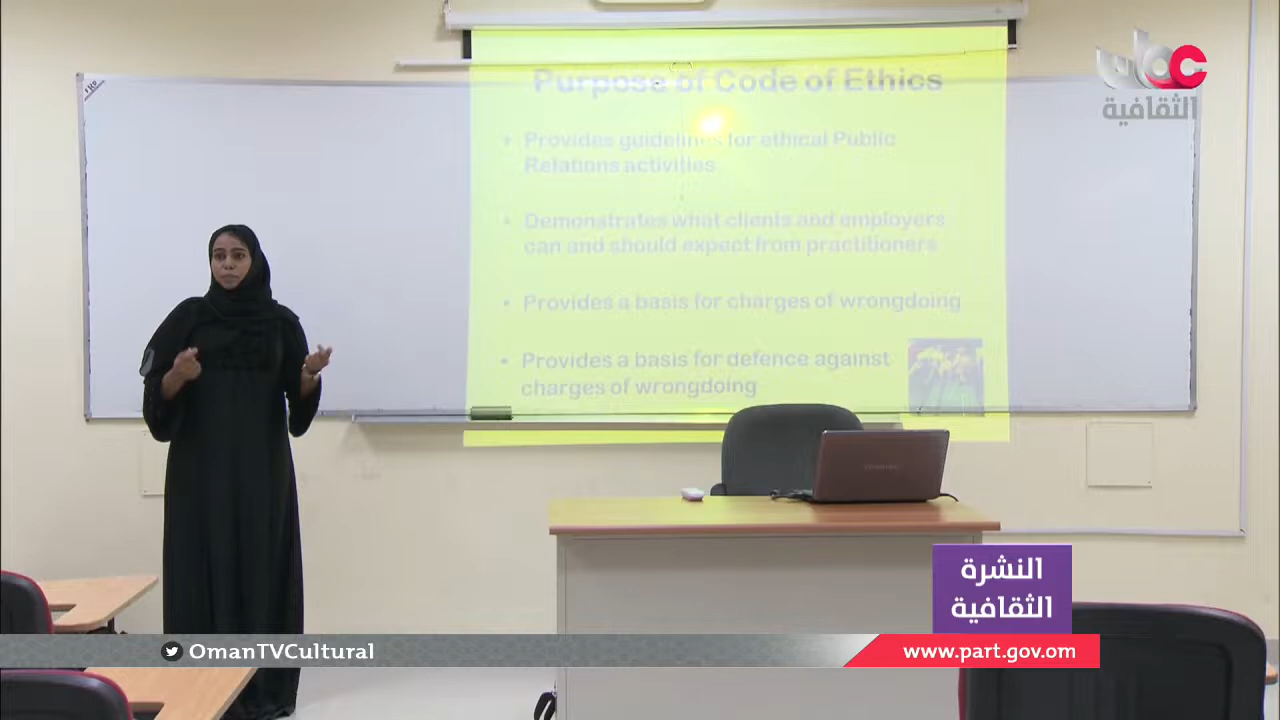 عمان
الثقافية
Purpose of Code of Ethics
• Provides guidelines for ethical Public
Relations activities
• Demonstrates what clients and employers
can and should expect from practitioners
• Provides a basis for charges of wrongdoing
• Provides a basis for defence against
charges of wrongdoing
TOSHIBA
النشرة
الثقافية
OmanTVCultural
www.part.gov.om